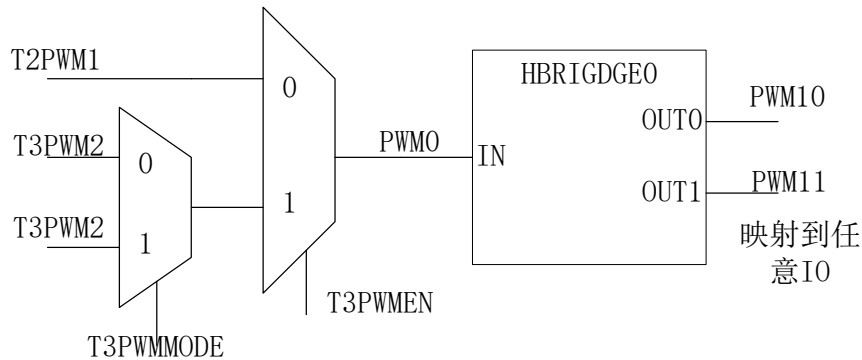 T2PWM1
0
HBRIGDGE0
PWM10
OUT0
T3PWM2
0
PWM0
IN
1
OUT1
PWM11
T3PWM2
1
映射到任
意IO
T3PWMEN
T3PWMMODE